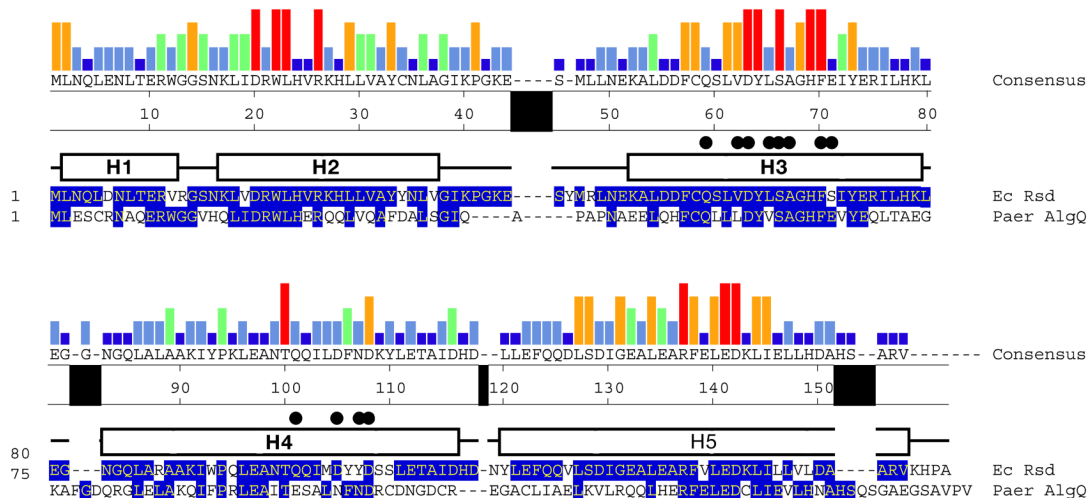 MLNQLENLTERWGGSNKLIDRWLHVRKHLLVAYCNLAGIKPGKE----S-MLLNEKALDDFCQSLVDYLSAGHFEIYERILHKL Consensus
10 20 30 40 50 60 70 80
H1 H2 H3
1 MLNQLDNLTERVRGSNKLVDRWLHVRKHLLVAYYNLVGIKPGKE----SYMRLNEKALDDFCQSLVDYLSAGHFSIYERILHKL Ec Rsd
1 MLESCRNAQERWGGVHQLIDRWLHERQQLVQAFDALSGIQ----A-----PAPNAEELQHFCQLLLDYVSAGHFEVYEQLTAEG Paer AlgQ
EG-G-NGQLALAAKIYPKLEANTQQILDFNDKYLETAIDHD--LLEFQQDLSDIGEALEARFELEDKLIELLHDAHS--ARV------ Consensus
90 100 110 120 130 140 150
H4 H5
80 EG---NGQLARAAKIWPQLEANTQQIMDYYDSSLETAIDHD-NYLEFQQVLSDIGEALEARFVLEDKLILLVLDA----ARVKHPA Ec Rsd
75 KAFGDQRGLELAKQIFPRLEAITESALNFNDRCDNGDCR---EGACLIAELKVLRQQLHERFELEDCLIEVLHNAHSQSGAEGSAVPV Paer AlgQ